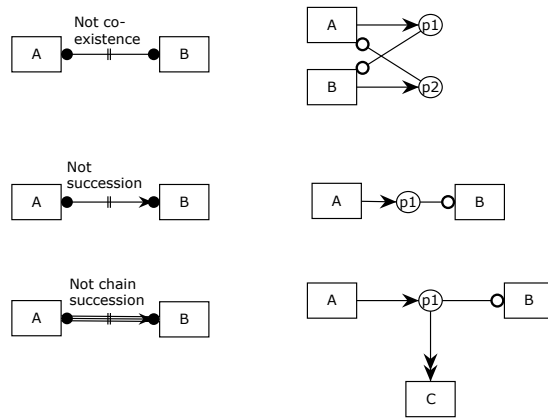 Not co-
existence
A
B
A
p1
B
p2
Not
succession
A
B
A
p1
B
Not chain
succession
A
B
A
p1
B
C